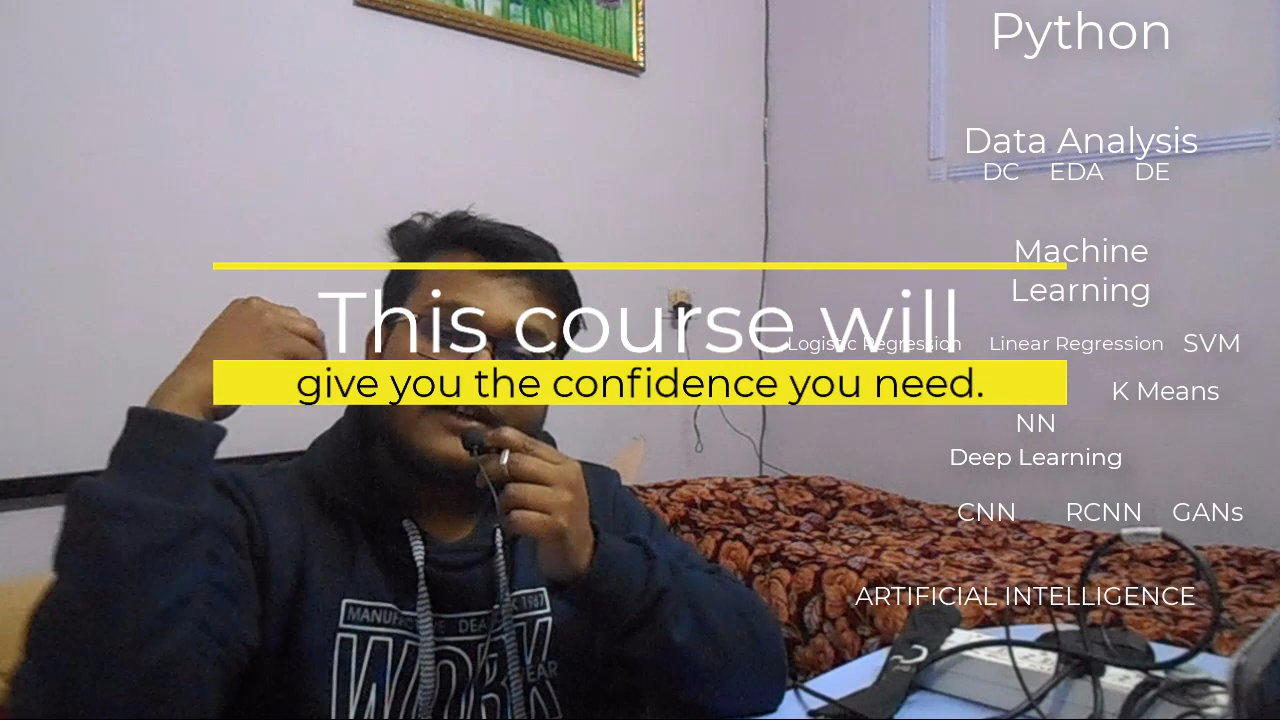 Python
Data Analysis
DC EDA DE
Machine
Learning
This course will
Logistic Regression Linear Regression SVM
give you the confidence you need.
K Means
NN
Deep Learning
CNN RCNN GANs
ARTIFICIAL INTELLIGENCE
1987
WORK